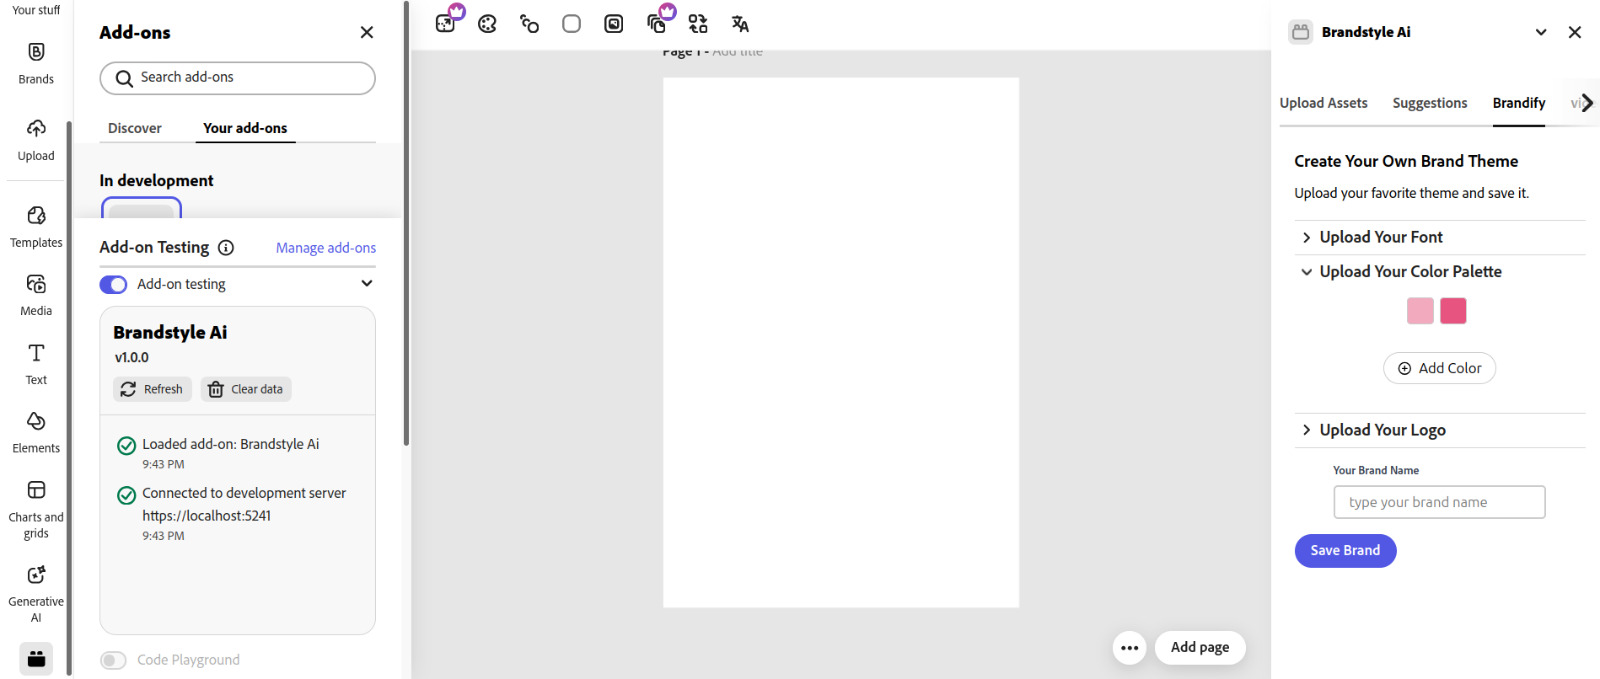 Your stuff
Brands
Upload
Templates
Media
Text
Elements
Charts and
grids
Generative
AI
Add-ons
Search add-ons
Discover
Your add-ons
In development
Add-on Testing
Manage add-ons
Add-on testing
Brandstyle Ai
v1.0.0
Refresh
Clear data
Loaded add-on: Brandstyle Ai
9:43 PM
Connected to development server
https://localhost:5241
9:43 PM
Code Playground
Page 1 - Add title
Add page
Brandstyle Ai
Upload Assets
Suggestions
Brandify
Create Your Own Brand Theme
Upload your favorite theme and save it.
Upload Your Font
Upload Your Color Palette
Add Color
Upload Your Logo
Your Brand Name
type your brand name
Save Brand